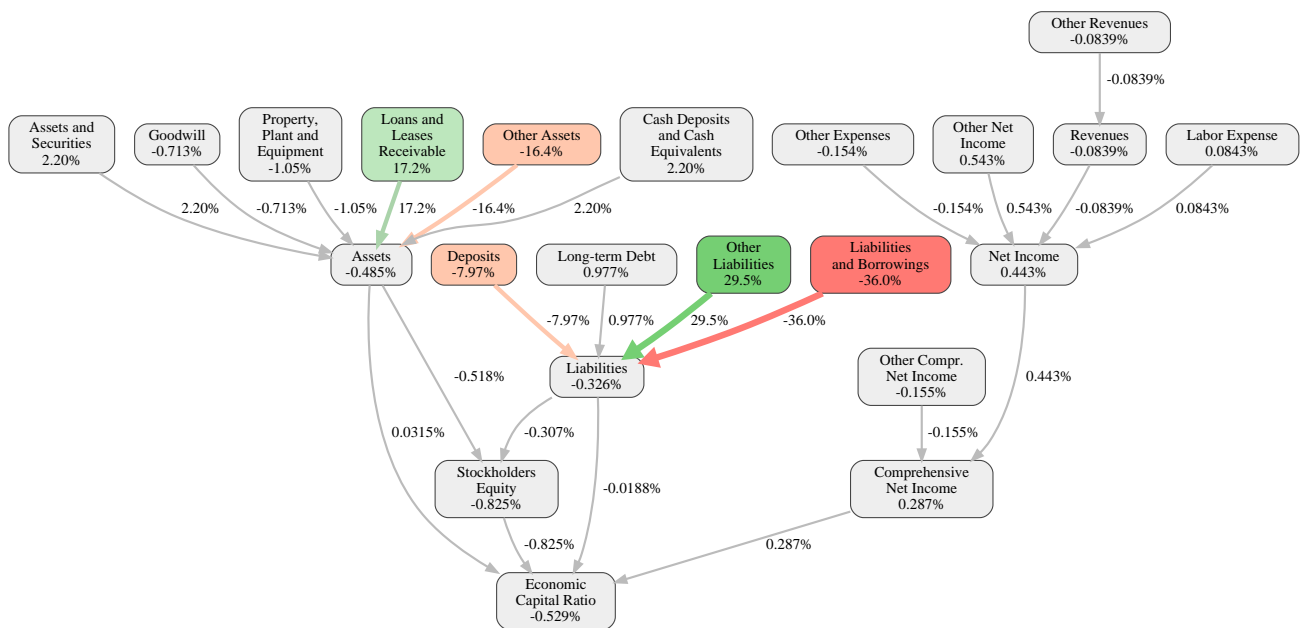 Other Revenues
-0.0839%
-0.0839%
Assets and
Securities
2.20%
Goodwill
-0.713%
Property,
Plant and
Equipment
-1.05%
Loans and
Leases
Receivable
17.2%
Other Assets
-16.4%
Cash Deposits
and Cash
Equivalents
2.20%
Other Expenses
-0.154%
Other Net
Income
0.543%
Revenues
-0.0839%
Labor Expense
0.0843%
2.20%
-0.713%
-1.05%
17.2%
-16.4%
2.20%
-0.154%
0.543%
-0.0839%
0.0843%
Assets
-0.485%
Deposits
-7.97%
Long-term Debt
0.977%
Other
Liabilities
29.5%
Liabilities
and Borrowings
-36.0%
Net Income
0.443%
-7.97%
0.977%
29.5%
-36.0%
Liabilities
-0.326%
Other Compr.
Net Income
-0.155%
-0.518%
0.443%
0.0315%
-0.307%
-0.155%
Stockholders
Equity
-0.825%
-0.0188%
Comprehensive
Net Income
0.287%
-0.825%
0.287%
Economic
Capital Ratio
-0.529%